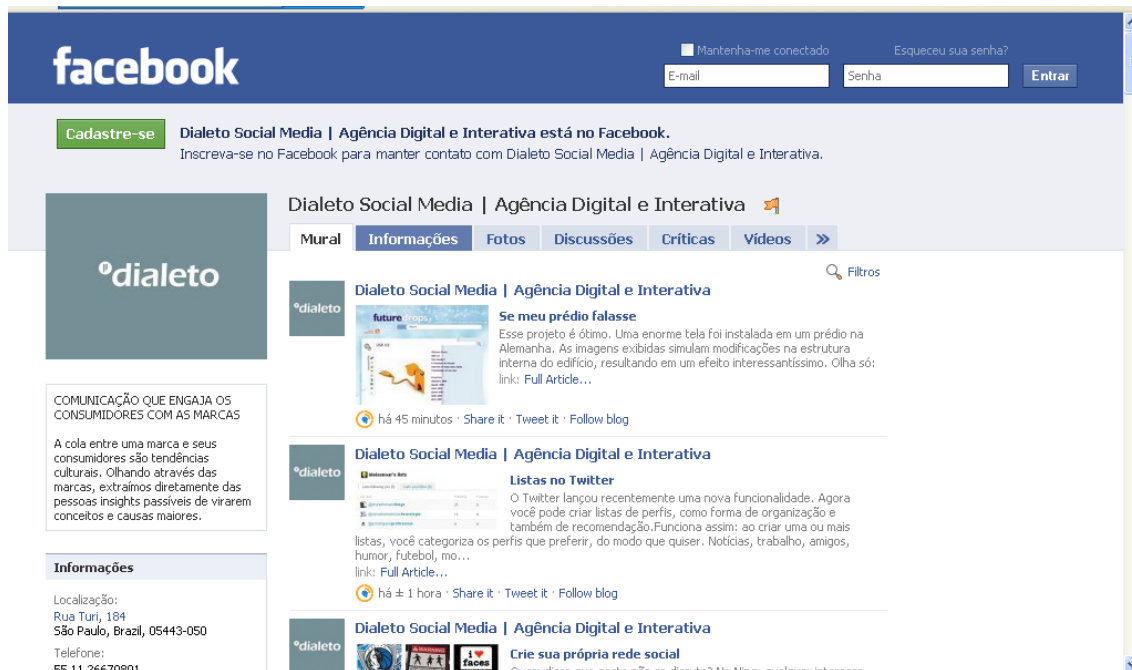 facebook
Mantenha-me conectado
Esqueceu sua senha?
E-mail
Senha
Entrar
Cadastre-se
Dialeto Social Media | Agência Digital e Interativa está no Facebook.
Inscreva-se no Facebook para manter contato com Dialeto Social Media | Agência Digital e Interativa.
dialeto
Dialeto Social Media | Agência Digital e Interativa
Mural Informações Fotos Discussões Críticas Vídeos »
Filtros
COMUNICAÇÃO QUE ENGAJA OS
CONSUMIDORES COM AS MARCAS
A cola entre uma marca e seus
consumidores são tendências
culturais. Olhando através das
marcas, extraímos diretamente das
pessoas insights passíveis de virarem
conceitos e causas maiores.
Informações
Localização:
Rua Turi, 184
São Paulo, Brazil, 05443-050
Telefone:
55 11 26670801
dialeto
Dialeto Social Media | Agência Digital e Interativa
futuredrops
Se meu prédio falasse
Esse projeto é ótimo. Uma enorme tela foi instalada em um prédio na
Alemanha. As imagens exibidas simulam modificações na estrutura
interna do edifício, resultando em um efeito interessantíssimo. Olha só:
link: Full Article...
há 45 minutos · Share it · Tweet it · Follow blog
dialeto
Dialeto Social Media | Agência Digital e Interativa
Listas no Twitter
O Twitter lançou recentemente uma nova funcionalidade. Agora
você pode criar listas de perfis, como forma de organização e
também de recomendação.Funciona assim: ao criar uma ou mais
listas, você categoriza os perfis que preferir, do modo que quiser. Notícias, trabalho, amigos,
humor, futebol, mo...
link: Full Article...
há ± 1 hora · Share it · Tweet it · Follow blog
dialeto
Dialeto Social Media | Agência Digital e Interativa
WARNING
i ♥
faces
Crie sua própria rede social